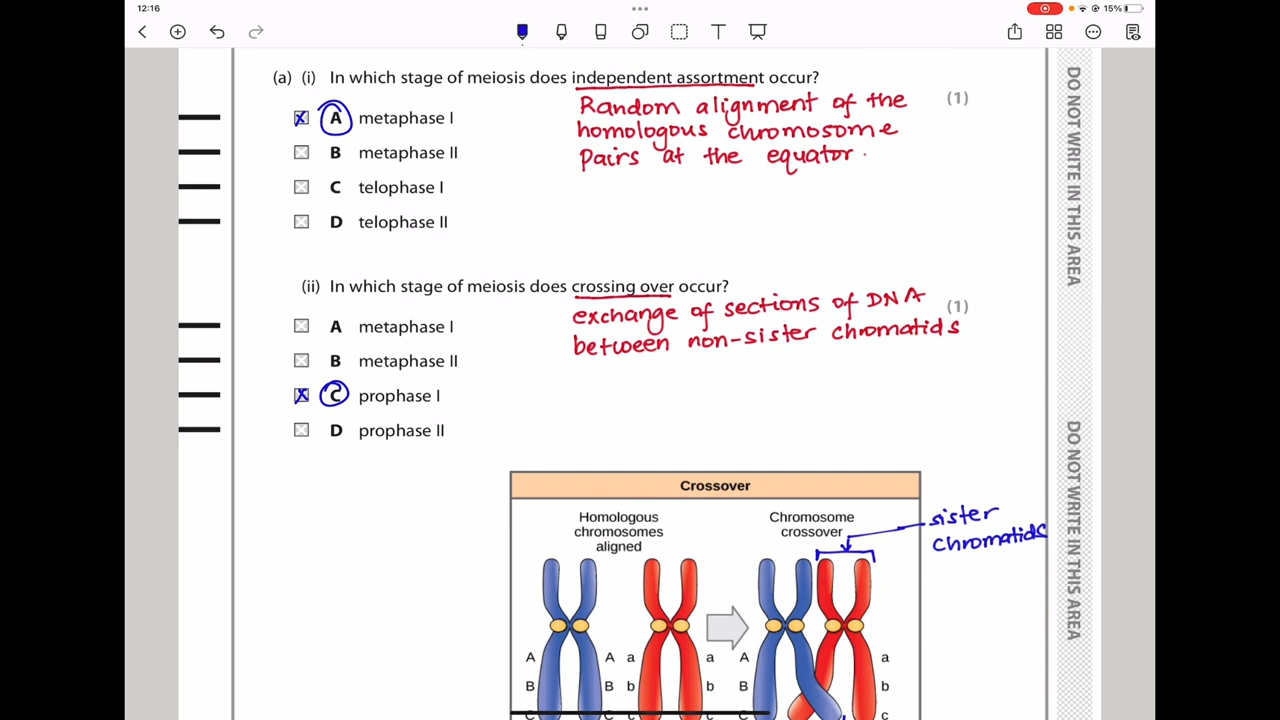 12:16
15%
(a) (i) In which stage of meiosis does independent assortment occur?
(1)
A metaphase I
B metaphase II
C telophase I
D telophase II
Random alignment of the
homologous chromosome
pairs at the equator.
(ii) In which stage of meiosis does crossing over occur?
(1)
A metaphase I
B metaphase II
C prophase I
D prophase II
exchange of sections of DNA
between non-sister chromatids
Crossover
Homologous
chromosomes
aligned
Chromosome
crossover
sister
chromatids
A A a a A a
B B b b B b
C C c c C c
DO NOT WRITE IN THIS AREA
DO NOT WRITE IN THIS AREA